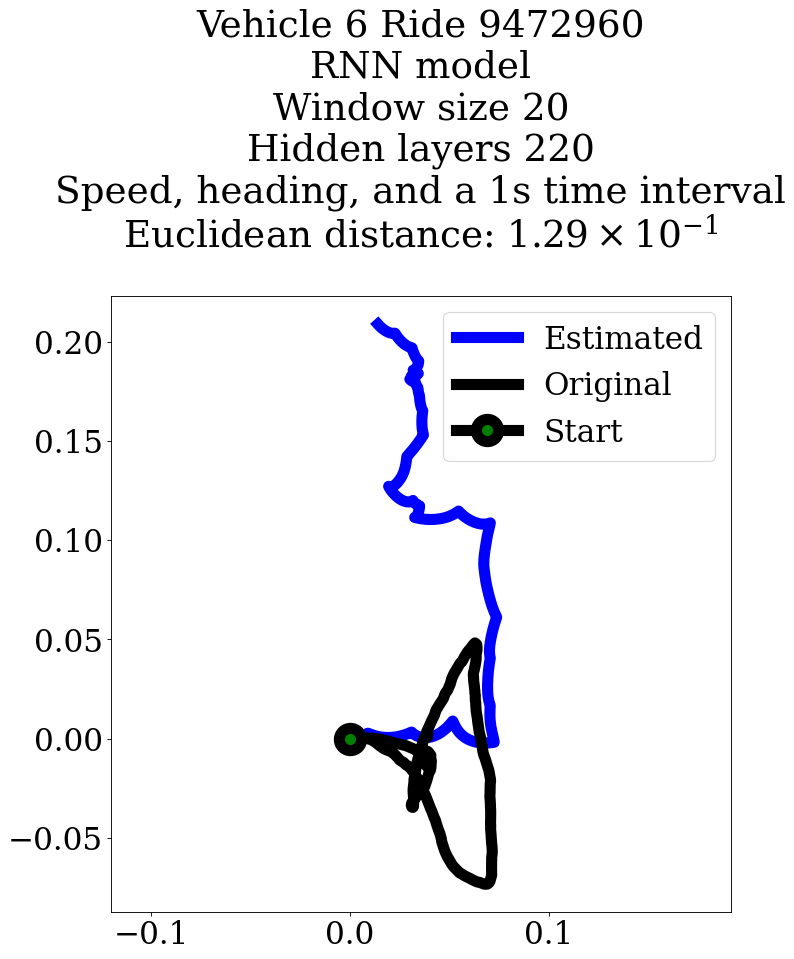 Vehicle 6 Ride 9472960
RNN model
Window size 20
Hidden layers 220
Speed, heading, and a 1s time interval
Euclidean distance: 1.29 × 10⁻¹
Estimated
Original
Start
0.20
0.15
0.10
0.05
0.00
−0.05
−0.1 0.0 0.1